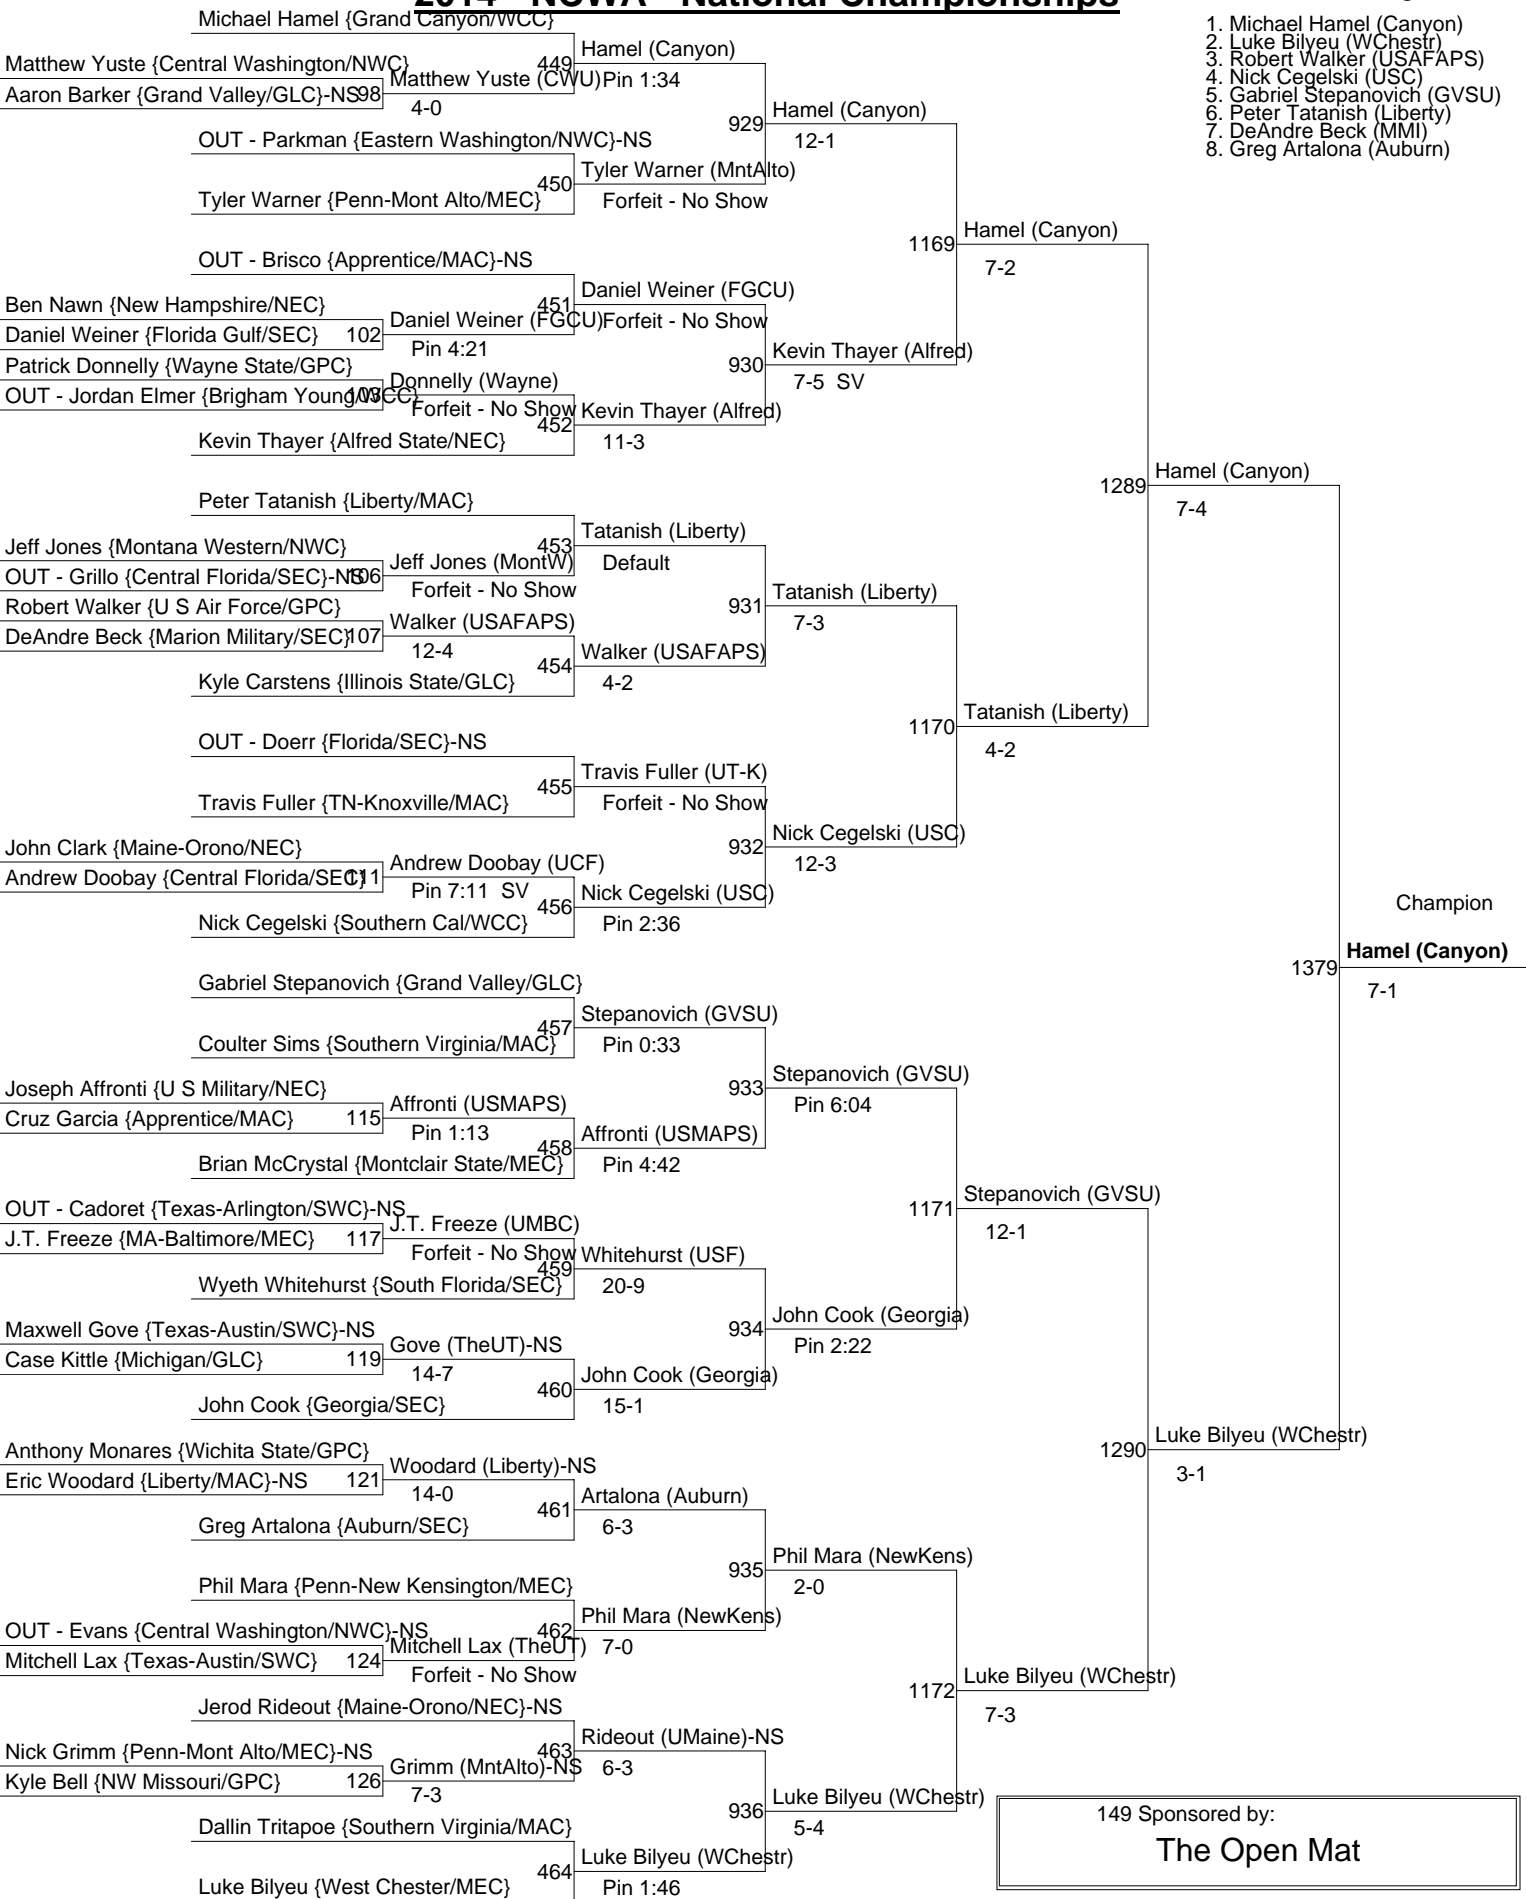 2014 - NCWA - National Championships
1. Michael Hamel (Canyon)
2. Luke Bilyeu (WChestr)
3. Robert Walker (USAFAPS)
4. Nick Cegelski (USC)
5. Gabriel Stepanovich (GVSU)
6. Peter Tatanish (Liberty)
7. DeAndre Beck (MMI)
8. Greg Artalona (Auburn)
Michael Hamel {Grand Canyon/WCC}
Hamel (Canyon)
Matthew Yuste {Central Washington/NWC}
449
Matthew Yuste (CWU)
Pin 1:34
Aaron Barker {Grand Valley/GLC}-NS
98
4-0
Hamel (Canyon)
929
12-1
OUT - Parkman {Eastern Washington/NWC}-NS
Tyler Warner (MntAlto)
450
Tyler Warner {Penn-Mont Alto/MEC}
Forfeit - No Show
Hamel (Canyon)
1169
7-2
OUT - Brisco {Apprentice/MAC}-NS
Daniel Weiner (FGCU)
Ben Nawn {New Hampshire/NEC}
451
Daniel Weiner (FGCU)
Forfeit - No Show
Daniel Weiner {Florida Gulf/SEC}
102
Pin 4:21
Kevin Thayer (Alfred)
930
Patrick Donnelly {Wayne State/GPC}
Donnelly (Wayne)
7-5 SV
OUT - Jordan Elmer {Brigham Young/WCC}
103
Forfeit - No Show
Kevin Thayer (Alfred)
452
Kevin Thayer {Alfred State/NEC}
11-3
Hamel (Canyon)
1289
7-4
Peter Tatanish {Liberty/MAC}
Tatanish (Liberty)
Jeff Jones {Montana Western/NWC}
453
Jeff Jones (MontW)
Default
OUT - Grillo {Central Florida/SEC}-NS
106
Forfeit - No Show
Tatanish (Liberty)
931
7-3
Robert Walker {U S Air Force/GPC}
Walker (USAFAPS)
DeAndre Beck {Marion Military/SEC}
107
12-4
Walker (USAFAPS)
454
Kyle Carstens {Illinois State/GLC}
4-2
Tatanish (Liberty)
1170
4-2
OUT - Doerr {Florida/SEC}-NS
Travis Fuller (UT-K)
455
Travis Fuller {TN-Knoxville/MAC}
Forfeit - No Show
Nick Cegelski (USC)
932
12-3
John Clark {Maine-Orono/NEC}
Andrew Doobay (UCF)
Andrew Doobay {Central Florida/SEC}
111
Pin 7:11 SV
Nick Cegelski (USC)
456
Nick Cegelski {Southern Cal/WCC}
Pin 2:36
Champion
Hamel (Canyon)
1379
7-1
Gabriel Stepanovich {Grand Valley/GLC}
Stepanovich (GVSU)
457
Coulter Sims {Southern Virginia/MAC}
Pin 0:33
Stepanovich (GVSU)
933
Pin 6:04
Joseph Affronti {U S Military/NEC}
Affronti (USMAPS)
Cruz Garcia {Apprentice/MAC}
115
Pin 1:13
Affronti (USMAPS)
458
Brian McCrystal {Montclair State/MEC}
Pin 4:42
Stepanovich (GVSU)
1171
12-1
OUT - Cadoret {Texas-Arlington/SWC}-NS
J.T. Freeze (UMBC)
J.T. Freeze {MA-Baltimore/MEC}
117
Forfeit - No Show
Whitehurst (USF)
459
Wyeth Whitehurst {South Florida/SEC}
20-9
John Cook (Georgia)
934
Pin 2:22
Maxwell Gove {Texas-Austin/SWC}-NS
Gove (TheUT)-NS
Case Kittle {Michigan/GLC}
119
14-7
John Cook (Georgia)
460
John Cook {Georgia/SEC}
15-1
Luke Bilyeu (WChestr)
1290
3-1
Anthony Monares {Wichita State/GPC}
Woodard (Liberty)-NS
Eric Woodard {Liberty/MAC}-NS
121
14-0
Artalona (Auburn)
461
Greg Artalona {Auburn/SEC}
6-3
Phil Mara (NewKens)
935
2-0
Phil Mara {Penn-New Kensington/MEC}
Phil Mara (NewKens)
OUT - Evans {Central Washington/NWC}-NS
462
Mitchell Lax (TheUT)
7-0
Mitchell Lax {Texas-Austin/SWC}
124
Forfeit - No Show
Luke Bilyeu (WChestr)
1172
7-3
Jerod Rideout {Maine-Orono/NEC}-NS
Rideout (UMaine)-NS
Nick Grimm {Penn-Mont Alto/MEC}-NS
463
Grimm (MntAlto)-NS
6-3
Kyle Bell {NW Missouri/GPC}
126
7-3
Luke Bilyeu (WChestr)
936
5-4
Dallin Tritapoe {Southern Virginia/MAC}
Luke Bilyeu (WChestr)
464
Luke Bilyeu {West Chester/MEC}
Pin 1:46
149 Sponsored by:
The Open Mat